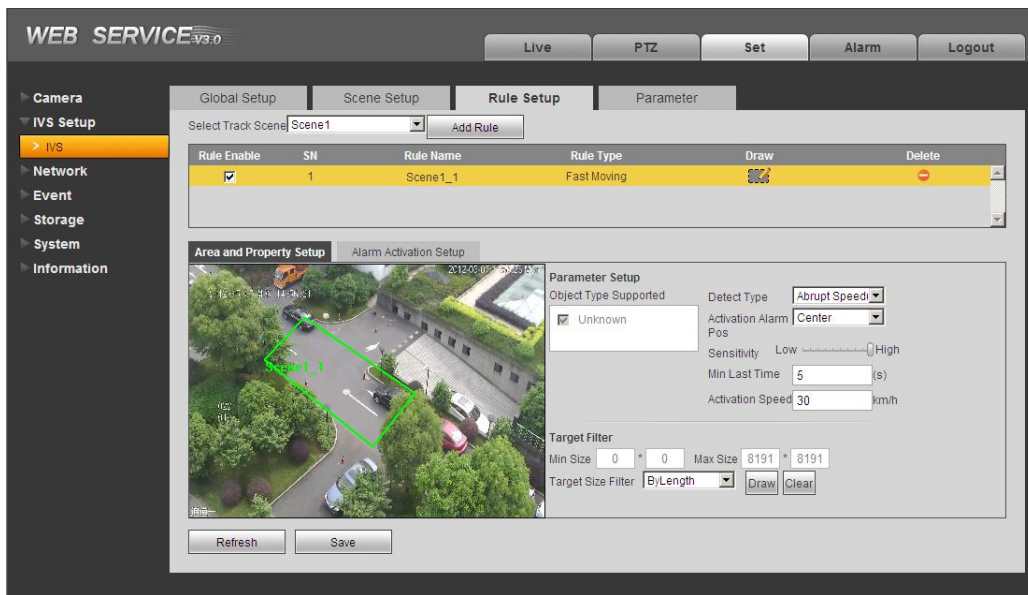 WEB SERVICE-V3.0
Live PTZ Set Alarm Logout
Camera
IVS Setup
> IVS
Network
Event
Storage
System
Information
Global Setup Scene Setup Rule Setup Parameter
Select Track Scene Scene1 Add Rule
Rule Enable SN Rule Name Rule Type Draw Delete
1 Scene1_1 Fast Moving
Area and Property Setup Alarm Activation Setup
Scene1_1
Parameter Setup
Object Type Supported
Unknown
Detect Type Abrupt Speedi
Activation Alarm Pos Center
Sensitivity Low High
Min Last Time 5 (s)
Activation Speed 30 km/h
Target Filter
Min Size 0 * 0 Max Size 8191 * 8191
Target Size Filter ByLength Draw Clear
Refresh Save